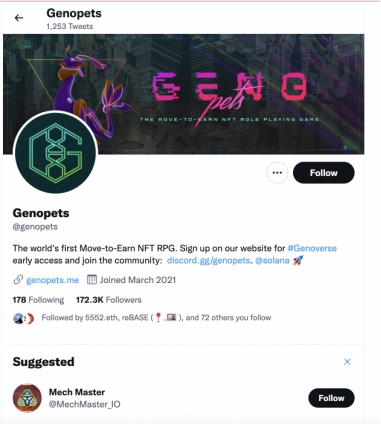 Genopets
1,253 Tweets
GENO
pets
THE MOVE-TO-EARN NFT ROLE PLAYING GAME
Follow
Genopets
@genopets
The world's first Move-to-Earn NFT RPG. Sign up on our website for #Genoverse
early access and join the community: discord.gg/genopets. @solana 🚀
genopets.me Joined March 2021
178 Following 172.3K Followers
Followed by 5552.eth, reBASE (📍,🌇), and 72 others you follow
Suggested
Mech Master
@MechMaster_IO
Follow